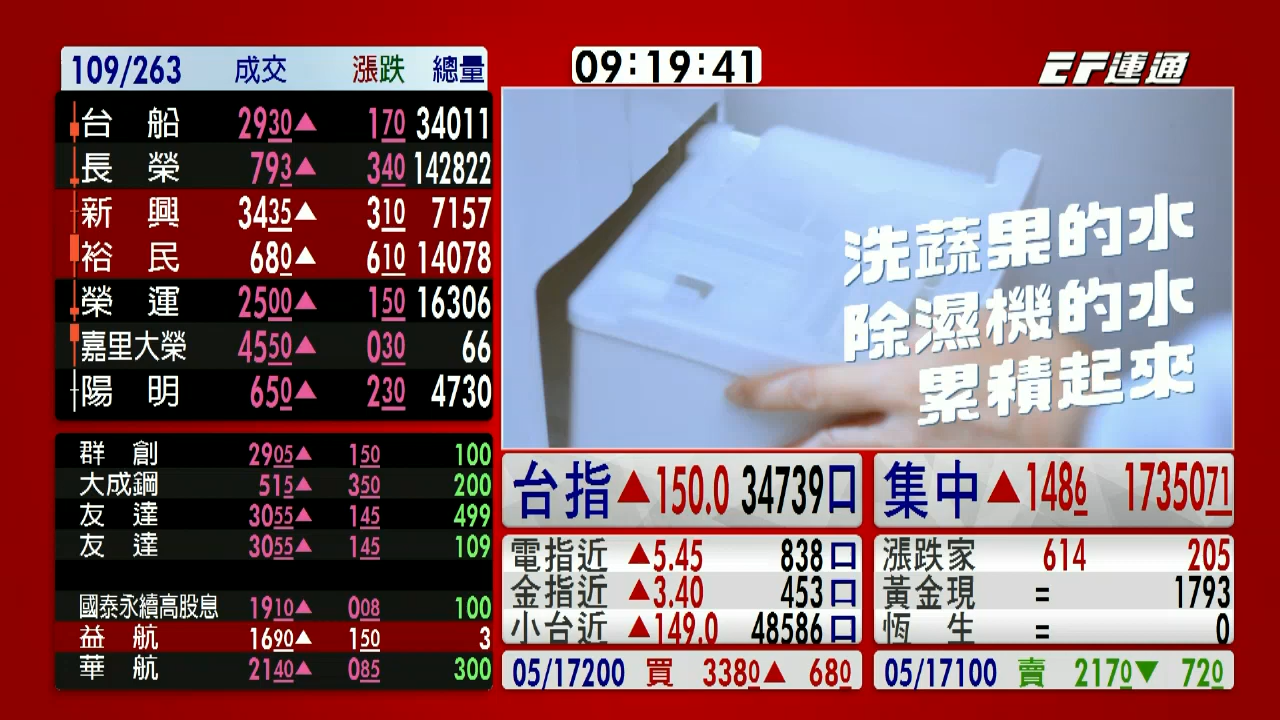 109/263 成交 漲跌 總量
09:19:41
EF運通
台船 2930▲ 170 34011
長榮 793▲ 340 142822
新興 3435▲ 310 7157
裕民 680▲ 610 14078
榮運 2500▲ 150 16306
嘉里大榮 4550▲ 030 66
陽明 650▲ 230 4730
群創 2905▲ 150 100
大成鋼 515▲ 350 200
友達 3055▲ 145 499
友達 3055▲ 145 109
國泰永續高股息 1910▲ 008 100
益航 1690▲ 150 3
華航 2140▲ 085 300
洗蔬果的水
除濕機的水
累積起來
台指▲150.0 34739口
集中▲1486 1735071
電指近 ▲5.45 838口
金指近 ▲3.40 453口
小台近 ▲149.0 48586口
漲跌家 614 205
黃金現 = 1793
恆生 = 0
05/17200 買 3380▲ 680
05/17100 賣 2170▼ 720